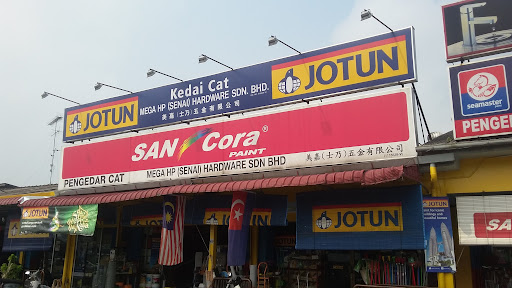 Kedai Cat
JOTUN
MEGA HP (SENAI) HARDWARE SDN. BHD.
美嘉(士乃)五金有限公司
JOTUN
SAN Cora®
PAINT
PENGEDAR CAT
MEGA HP (SENAI) HARDWARE SDN BHD
美嘉(士乃)五金有限公司
seamaster
PENGED
JOTUN
JOTUN
JOTUN
JOTUN
SAN